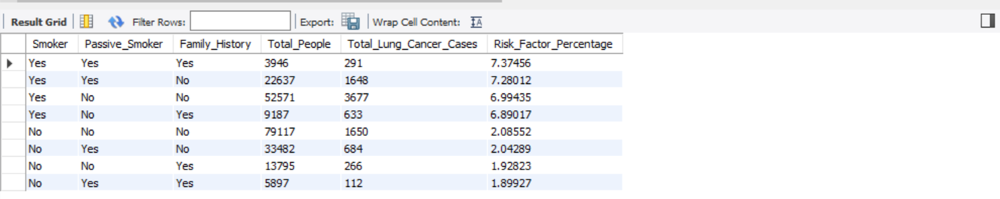 Result Grid Filter Rows: Export: Wrap Cell Content: IA
Smoker Passive_Smoker Family_History Total_People Total_Lung_Cancer_Cases Risk_Factor_Percentage
Yes Yes Yes 3946 291 7.37456
Yes Yes No 22637 1648 7.28012
Yes No No 52571 3677 6.99435
Yes No Yes 9187 633 6.89017
No No No 79117 1650 2.08552
No Yes No 33482 684 2.04289
No No Yes 13795 266 1.92823
No Yes Yes 5897 112 1.89927